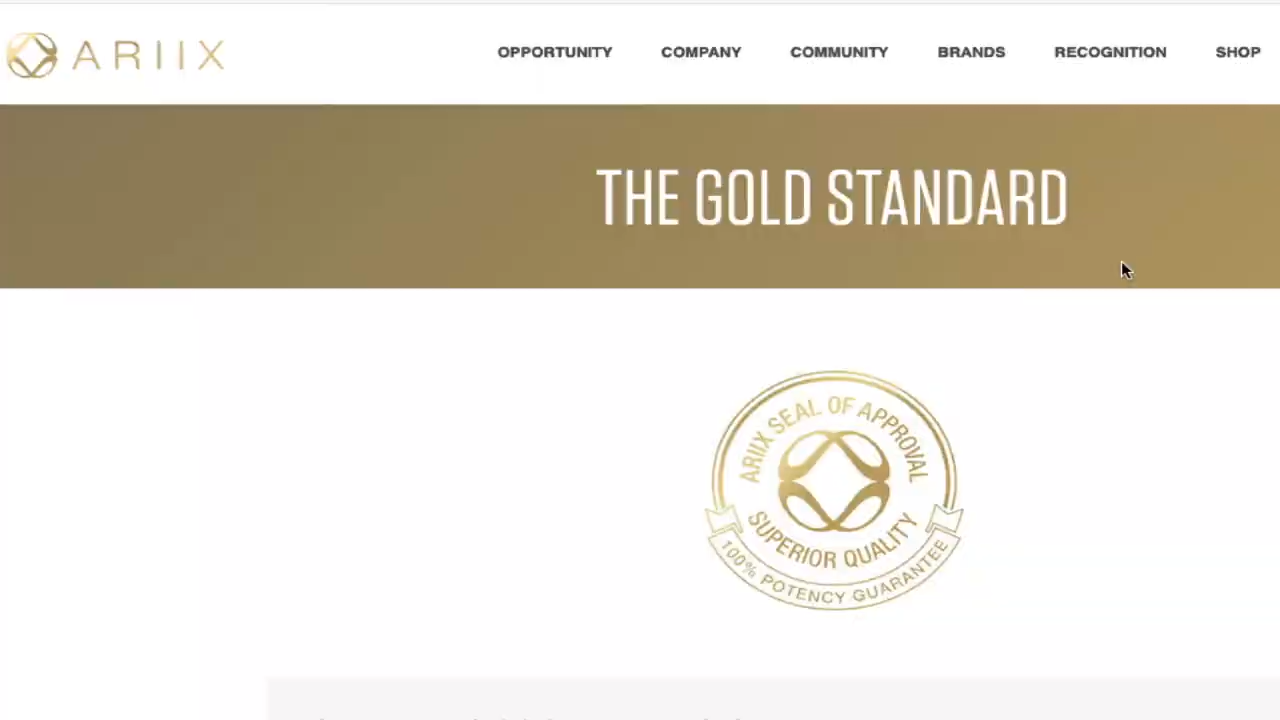 ARIIX
OPPORTUNITY COMPANY COMMUNITY BRANDS RECOGNITION SHOP
THE GOLD STANDARD
ARIIX SEAL OF APPROVAL
SUPERIOR QUALITY
100% POTENCY GUARANTEE